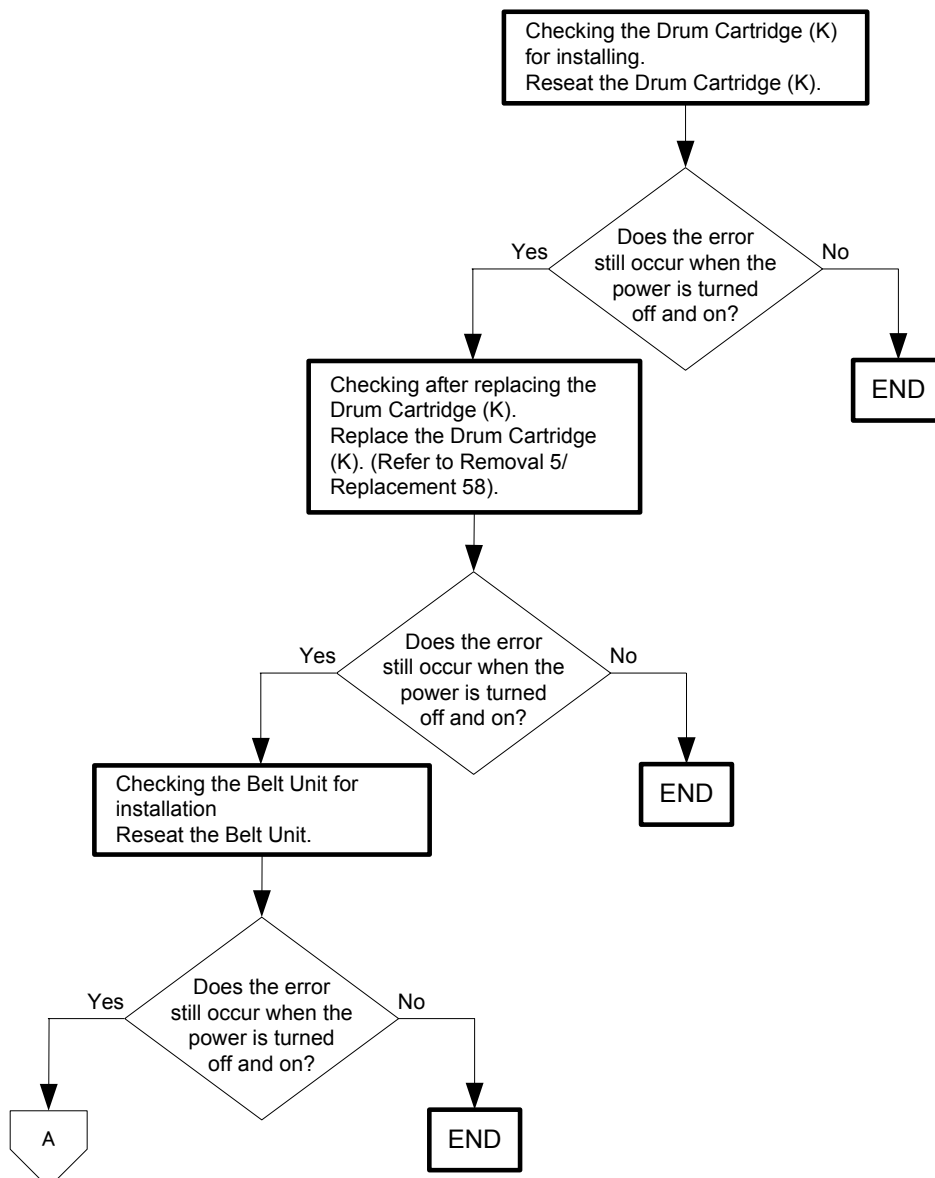 Checking the Drum Cartridge (K)
for installing.
Reseat the Drum Cartridge (K).
Does the error
still occur when the
power is turned
off and on?
Yes
No
END
Checking after replacing the
Drum Cartridge (K).
Replace the Drum Cartridge
(K). (Refer to Removal 5/
Replacement 58).
Does the error
still occur when the
power is turned
off and on?
Yes
No
END
Checking the Belt Unit for
installation
Reseat the Belt Unit.
Does the error
still occur when the
power is turned
off and on?
Yes
No
A
END